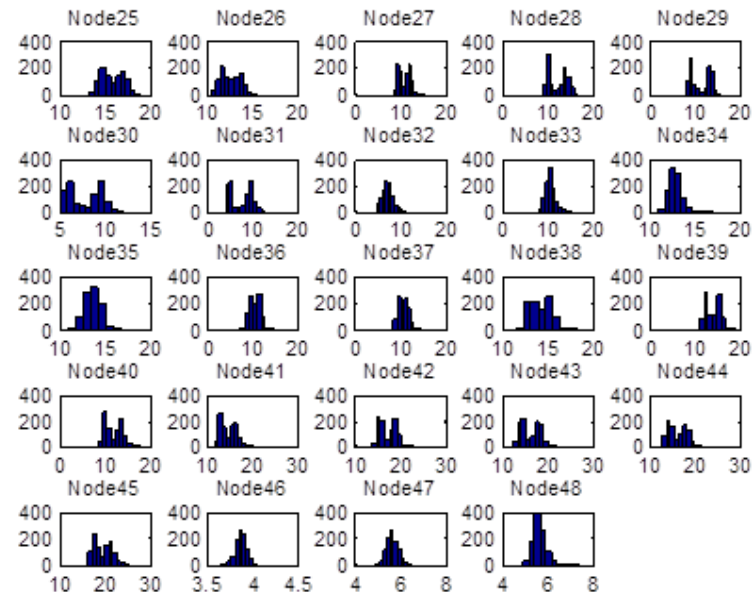 Node25 Node26 Node27 Node28 Node29
400 400 400 400 400
200 200 200 200 200
0 0 0 0 0
10 15 20 10 15 20 0 10 20 0 10 20 0 10 20
Node30 Node31 Node32 Node33 Node34
400 400 400 400 400
200 200 200 200 200
0 0 0 0 0
5 10 15 0 10 20 0 10 20 0 10 20 10 15 20
Node35 Node36 Node37 Node38 Node39
400 400 400 400 400
200 200 200 200 200
0 0 0 0 0
10 15 20 0 10 20 0 10 20 10 15 20 0 10 20
Node40 Node41 Node42 Node43 Node44
400 400 400 400 400
200 200 200 200 200
0 0 0 0 0
0 10 20 10 20 30 10 20 30 10 20 30 10 20 30
Node45 Node46 Node47 Node48
400 400 400 400
200 200 200 200
0 0 0 0
10 20 30 3.5 4 4.5 4 6 8 4 6 8